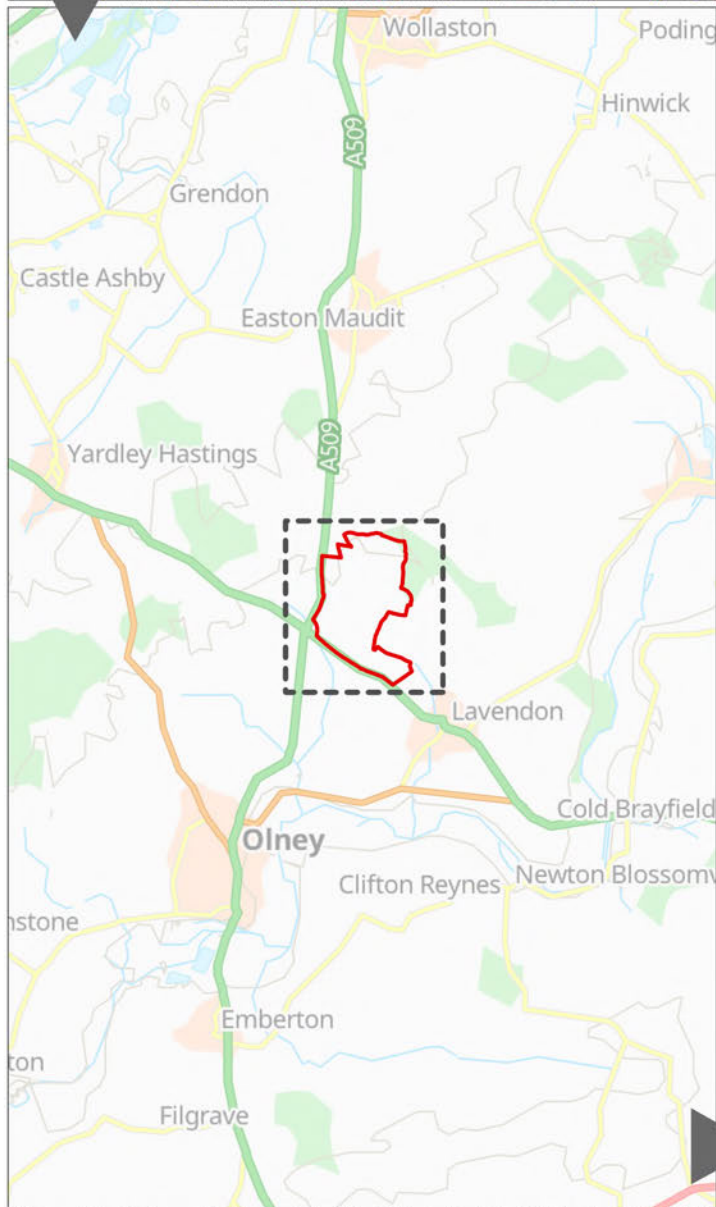 Wollaston
Poding
Hinwick
A509
Grendon
Castle Ashby
Easton Maudit
A509
Yardley Hastings
Lavendon
Cold Brayfield
Olney
Newton Blossomv
Clifton Reynes
nstone
Emberton
ton
Filgrave